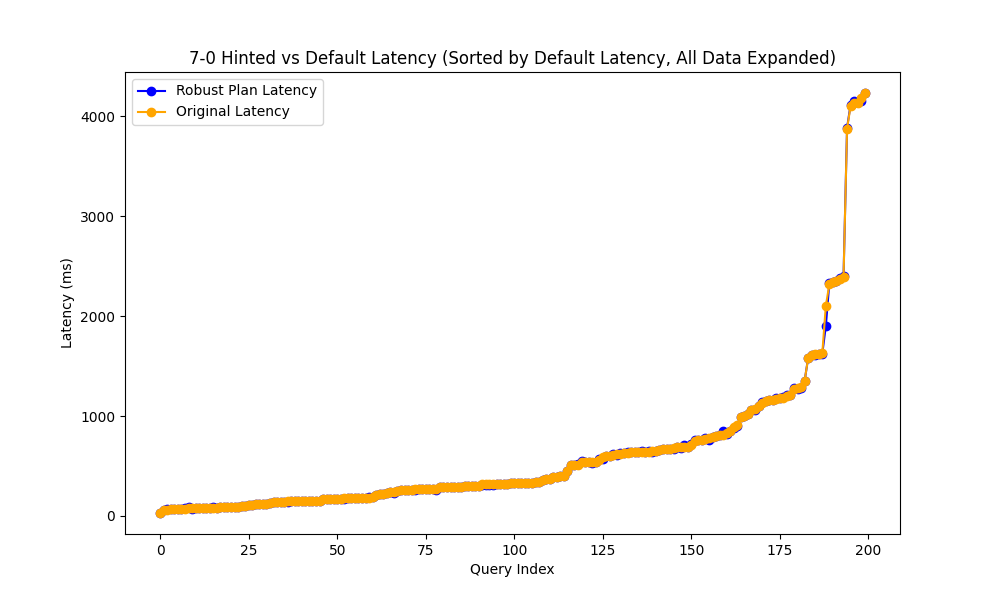 7-0 Hinted vs Default Latency (Sorted by Default Latency, All Data Expanded)
Robust Plan Latency
Original Latency
Latency (ms)
4000
3000
2000
1000
0
0 25 50 75 100 125 150 175 200
Query Index